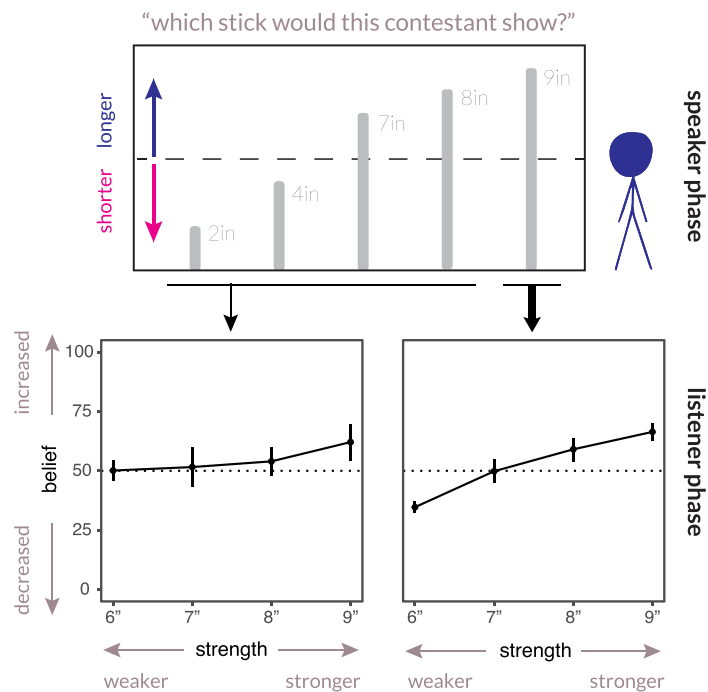 “which stick would this contestant show?”
longer
shorter
2in
4in
7in
8in
9in
speaker phase
increased
belief
decreased
100
75
50
25
0
6”
7”
8”
9”
strength
weaker
stronger
6”
7”
8”
9”
strength
weaker
stronger
listener phase